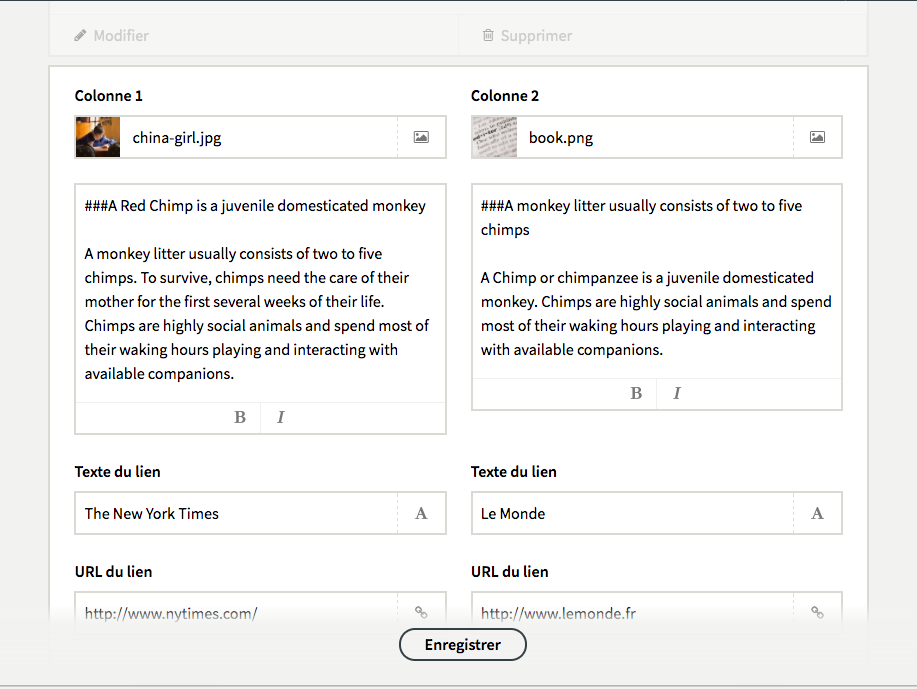 Modifier
Supprimer
Colonne 1
china-girl.jpg
###A Red Chimp is a juvenile domesticated monkey
A monkey litter usually consists of two to five
chimps. To survive, chimps need the care of their
mother for the first several weeks of their life.
Chimps are highly social animals and spend most of
their waking hours playing and interacting with
available companions.
B I
Texte du lien
The New York Times
A
URL du lien
http://www.nytimes.com/
Colonne 2
book.png
###A monkey litter usually consists of two to five
chimps
A Chimp or chimpanzee is a juvenile domesticated
monkey. Chimps are highly social animals and spend
most of their waking hours playing and interacting
with available companions.
B I
Texte du lien
Le Monde
A
URL du lien
http://www.lemonde.fr
Enregistrer